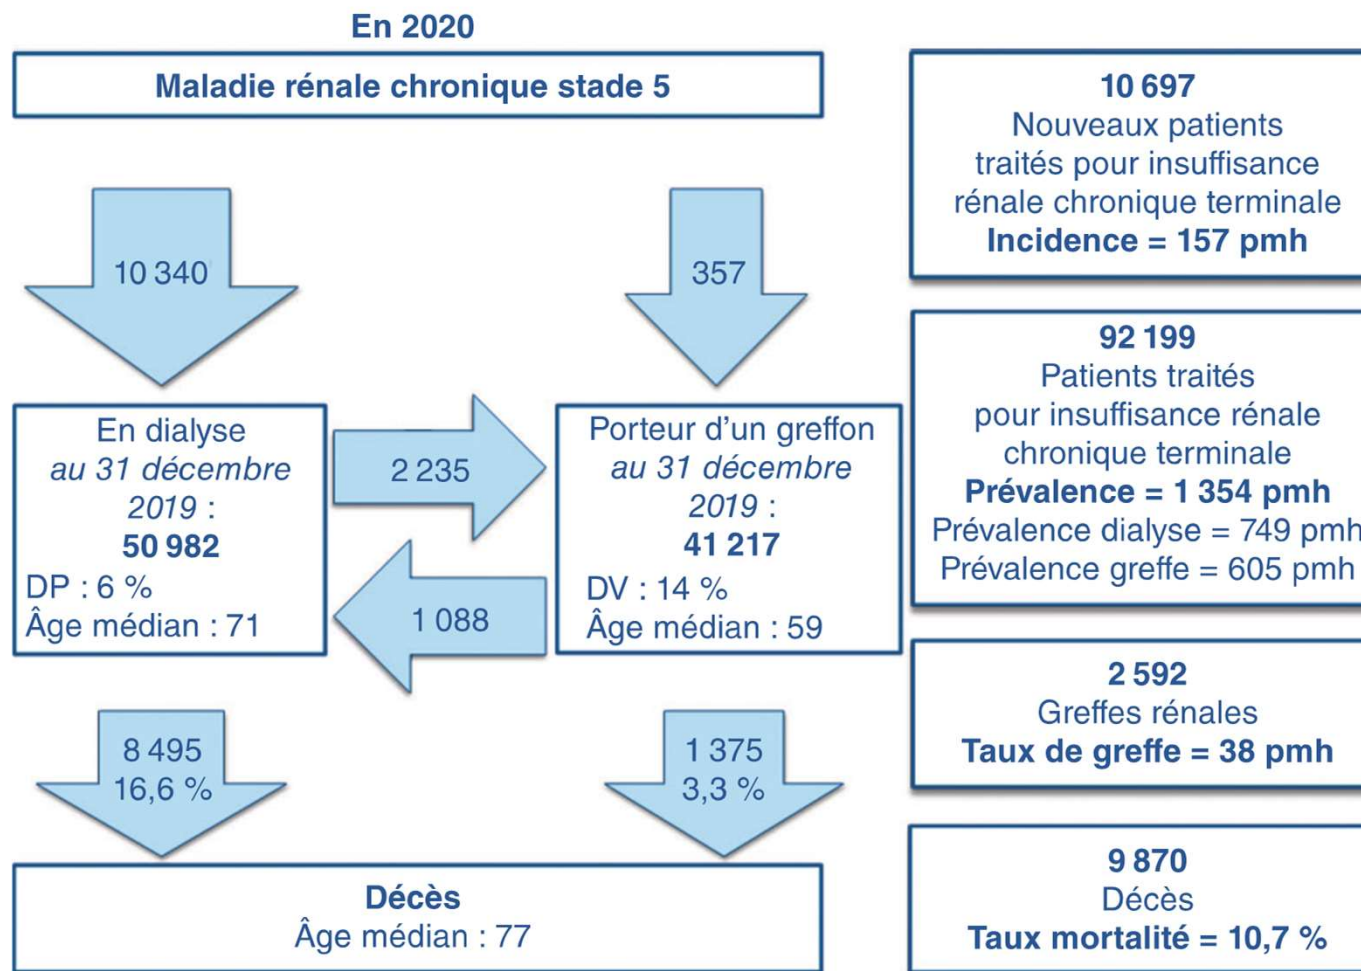 En 2020
Maladie rénale chronique stade 5
10 340
357
En dialyse
au 31 décembre
2019 :
50 982
DP : 6 %
Âge médian : 71
2 235
1 088
Porteur d’un greffon
au 31 décembre
2019 :
41 217
DV : 14 %
Âge médian : 59
8 495
16,6 %
1 375
3,3 %
Décès
Âge médian : 77
10 697
Nouveaux patients
traités pour insuffisance
rénale chronique terminale
Incidence = 157 pmh
92 199
Patients traités
pour insuffisance rénale
chronique terminale
Prévalence = 1 354 pmh
Prévalence dialyse = 749 pmh
Prévalence greffe = 605 pmh
2 592
Greffes rénales
Taux de greffe = 38 pmh
9 870
Décès
Taux mortalité = 10,7 %